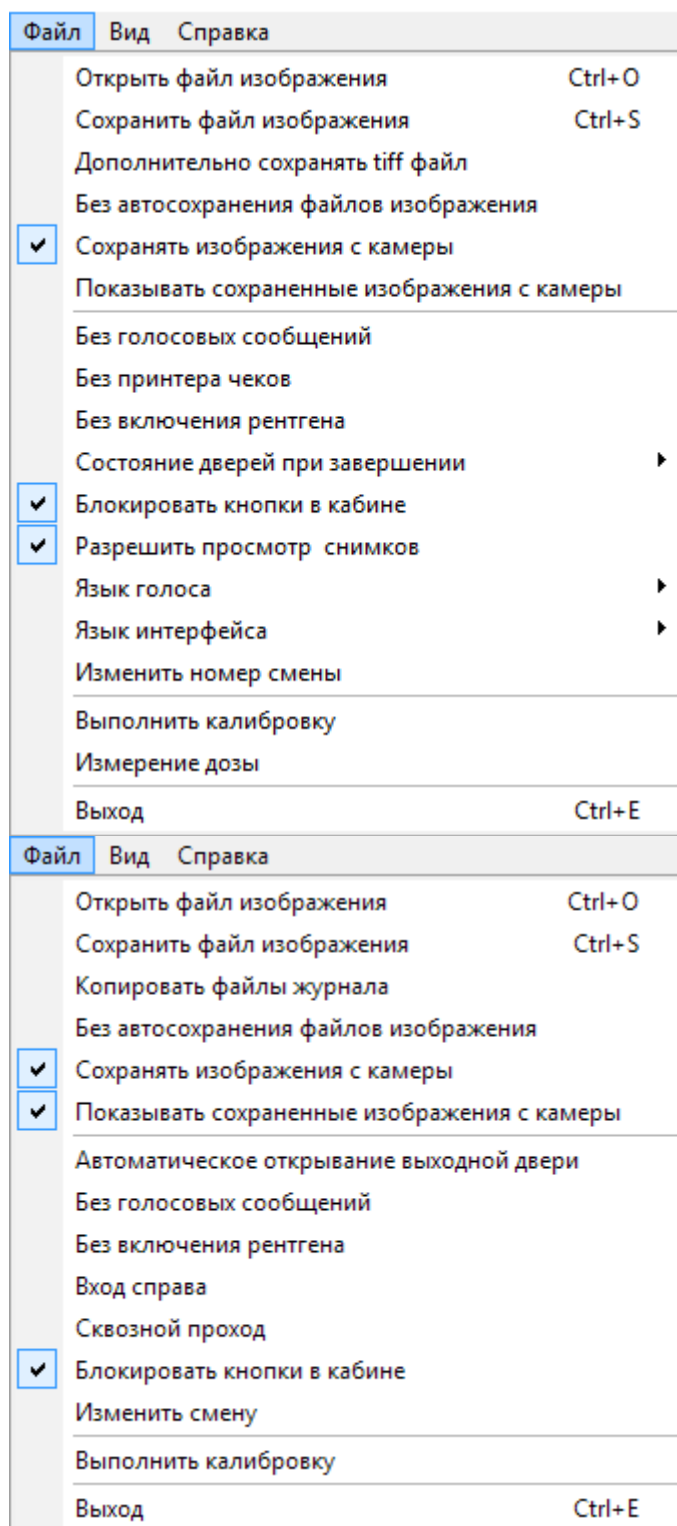 Файл Вид Справка
Открыть файл изображения Ctrl+O
Сохранить файл изображения Ctrl+S
Дополнительно сохранять tiff файл
Без автосохранения файлов изображения
Сохранять изображения с камеры
Показывать сохраненные изображения с камеры
Без голосовых сообщений
Без принтера чеков
Без включения рентгена
Состояние дверей при завершении
Блокировать кнопки в кабине
Разрешить просмотр снимков
Язык голоса
Язык интерфейса
Изменить номер смены
Выполнить калибровку
Измерение дозы
Выход Ctrl+E
Файл Вид Справка
Открыть файл изображения Ctrl+O
Сохранить файл изображения Ctrl+S
Копировать файлы журнала
Без автосохранения файлов изображения
Сохранять изображения с камеры
Показывать сохраненные изображения с камеры
Автоматическое открывание выходной двери
Без голосовых сообщений
Без включения рентгена
Вход справа
Сквозной проход
Блокировать кнопки в кабине
Изменить смену
Выполнить калибровку
Выход Ctrl+E